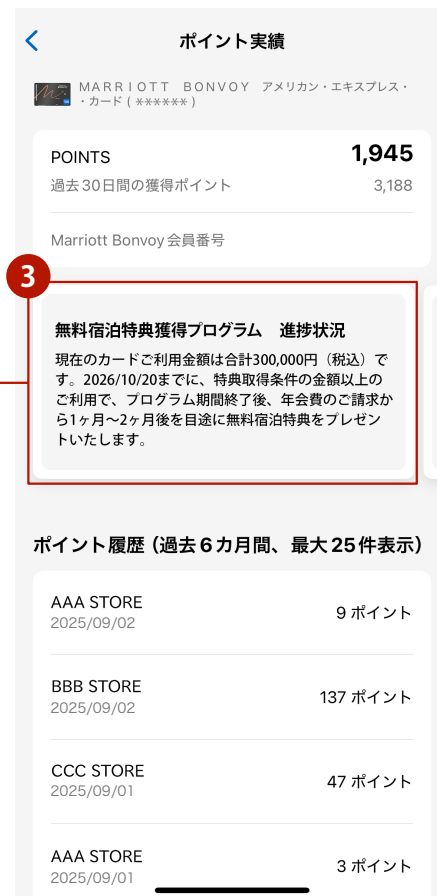 ポイント実績
ＭＡＲＲＩＯＴＴ　ＢＯＮＶＯＹ　アメリカン・エキスプレス・
・カード ( ****** )
POINTS
1,945
過去30日間の獲得ポイント
3,188
Marriott Bonvoy会員番号
3
無料宿泊特典獲得プログラム　進捗状況
現在のカードご利用金額は合計300,000円（税込）で
す。2026/10/20までに、特典取得条件の金額以上の
ご利用で、プログラム期間終了後、年会費のご請求か
ら1ヶ月〜2ヶ月後を目途に無料宿泊特典をプレゼン
トいたします。
ポイント履歴（過去６カ月間、最大25件表示）
AAA STORE
2025/09/02
9 ポイント
BBB STORE
2025/09/02
137 ポイント
CCC STORE
2025/09/01
47 ポイント
AAA STORE
2025/09/01
3 ポイント